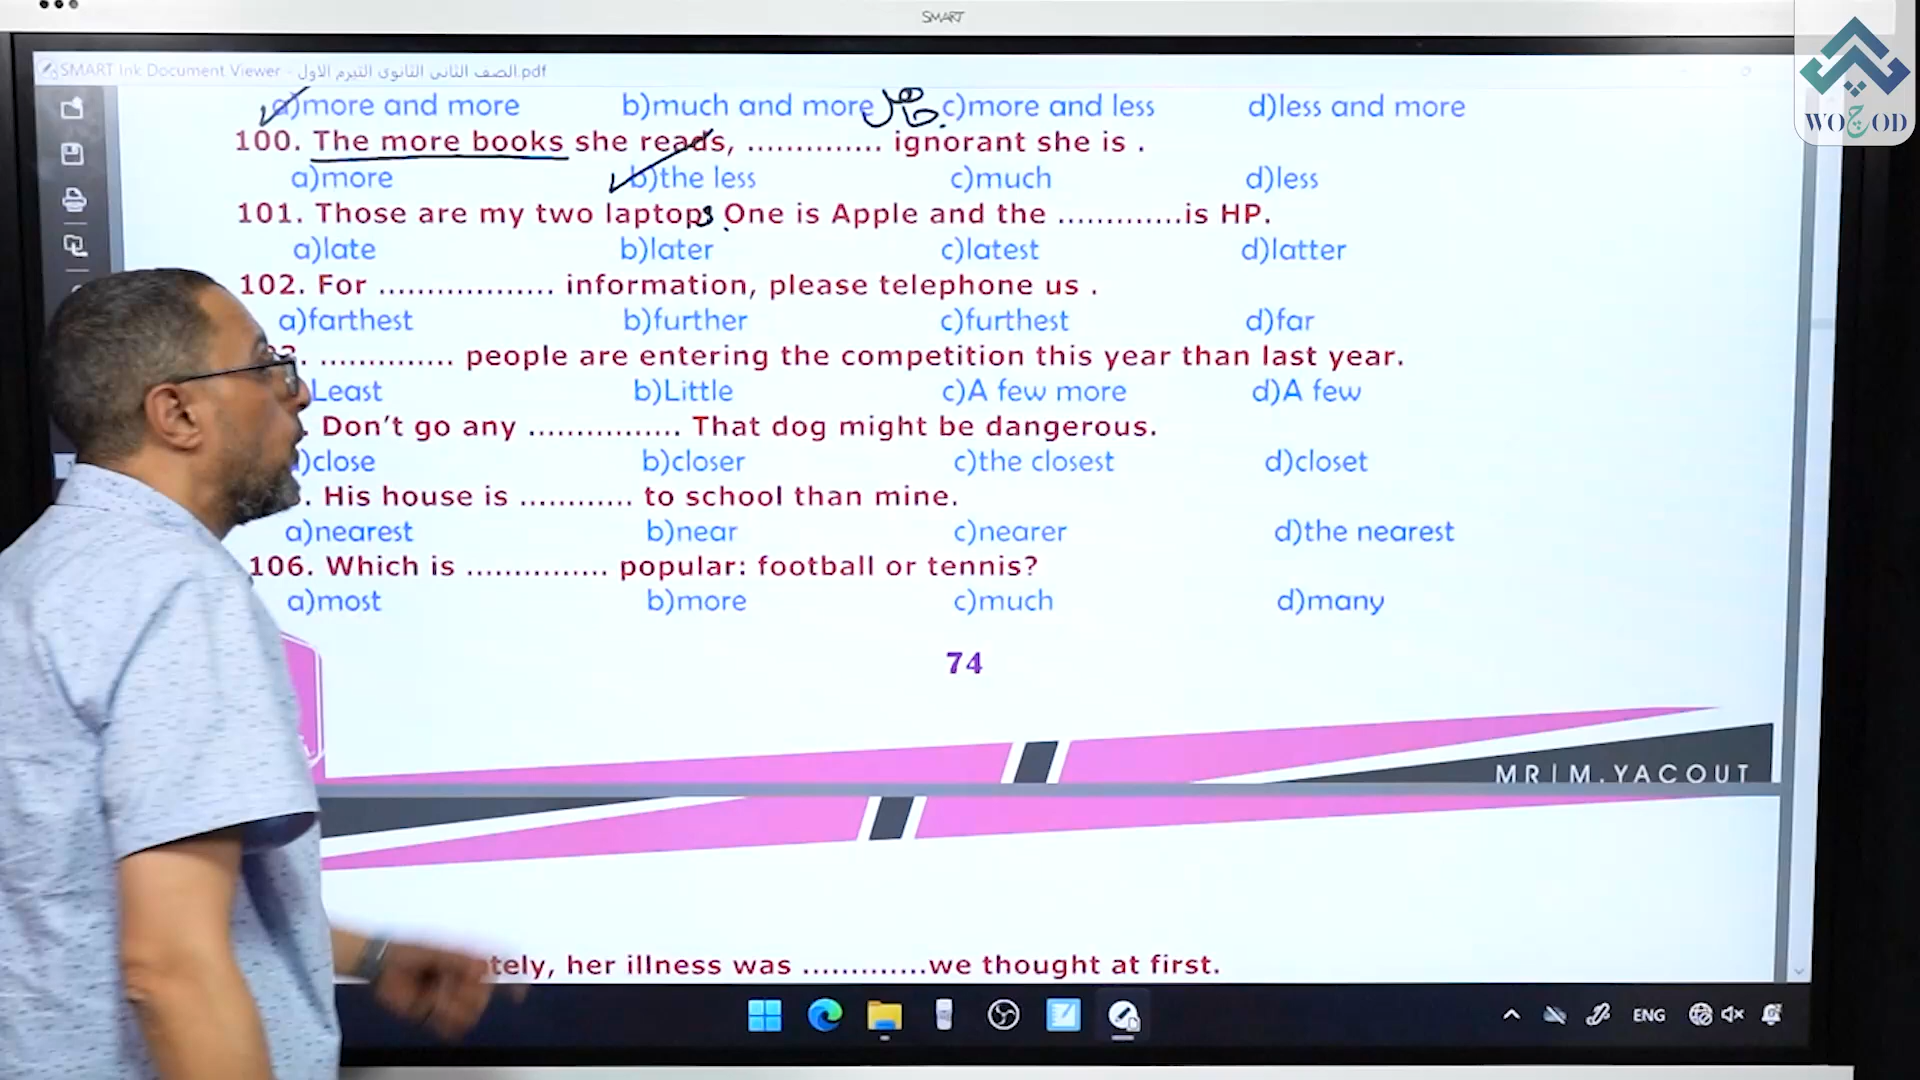 SMART
SMART Ink Document Viewer - الصف الثاني الثانوي التيرم الاول.pdf
a)more and more b)much and more c)more and less d)less and more
جاهل
100. The more books she reads, .............. ignorant she is .
a)more b)the less c)much d)less
101. Those are my two laptops. One is Apple and the .............is HP.
a)late b)later c)latest d)latter
102. For .................. information, please telephone us .
a)farthest b)further c)furthest d)far
3. .............. people are entering the competition this year than last year.
Least b)Little c)A few more d)A few
. Don't go any ................ That dog might be dangerous.
)close b)closer c)the closest d)closet
. His house is ............ to school than mine.
a)nearest b)near c)nearer d)the nearest
106. Which is ............... popular: football or tennis?
a)most b)more c)much d)many
74
MR|M.YACOUT
tely, her illness was .............we thought at first.
ENG
WOجOD